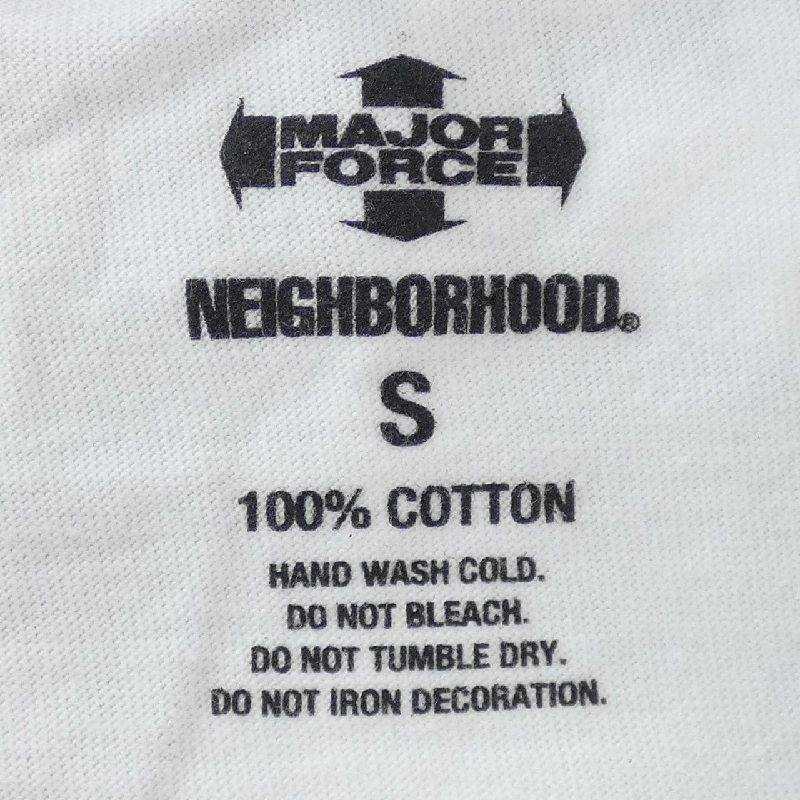 MAJOR
FORCE
NEIGHBORHOOD®
S
100% COTTON
HAND WASH COLD.
DO NOT BLEACH.
DO NOT TUMBLE DRY.
DO NOT IRON DECORATION.